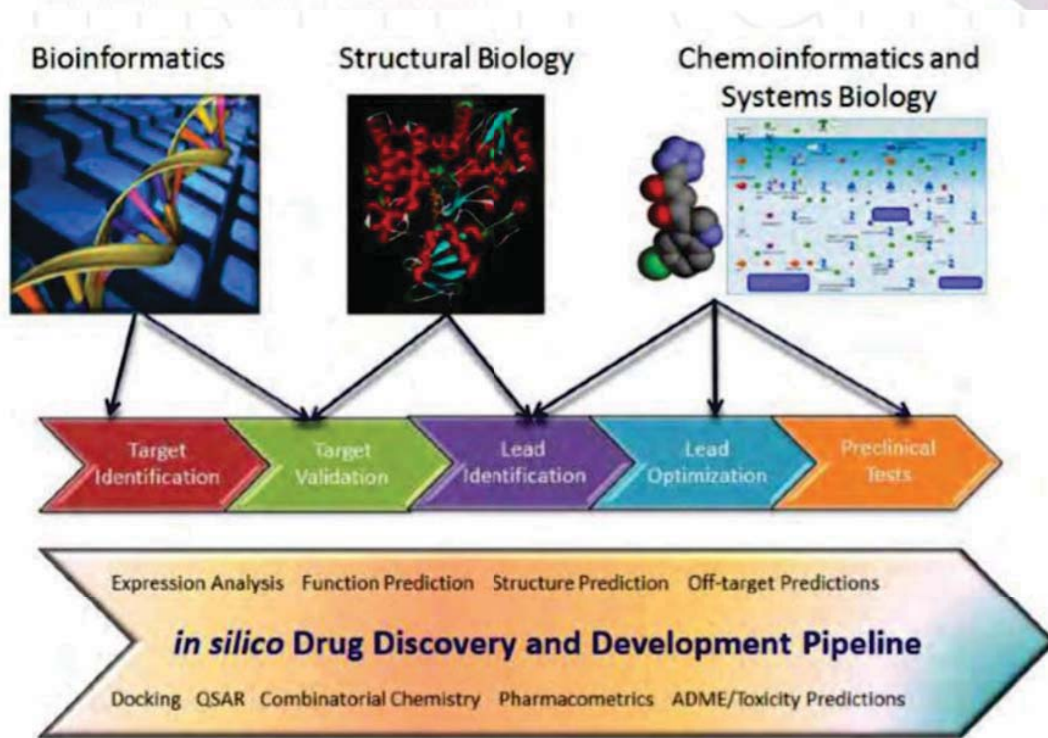 Bioinformatics
Structural Biology
Chemoinformatics and
Systems Biology
Target
Identification
Target
Validation
Lead
Identification
Lead
Optimization
Preclinical
Tests
Expression Analysis Function Prediction Structure Prediction Off-target Predictions
in silico Drug Discovery and Development Pipeline
Docking QSAR Combinatorial Chemistry Pharmacometrics ADME/Toxicity Predictions